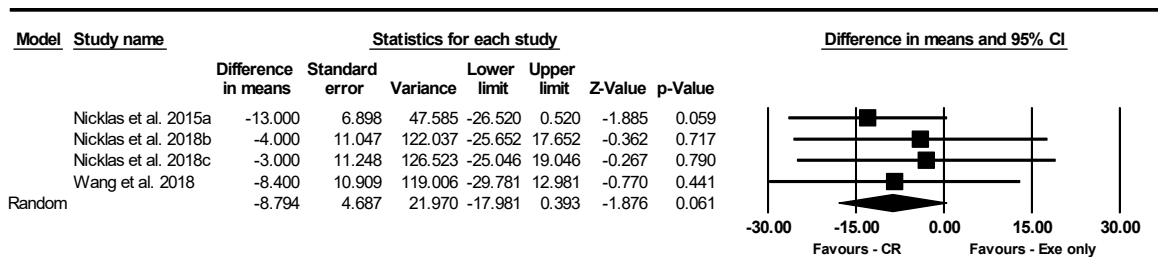 Model Study name Statistics for each study Difference in means and 95% CI
Difference Standard Lower Upper
in means error Variance limit limit Z-Value p-Value
Nicklas et al. 2015a -13.000 6.898 47.585 -26.520 0.520 -1.885 0.059
Nicklas et al. 2018b -4.000 11.047 122.037 -25.652 17.652 -0.362 0.717
Nicklas et al. 2018c -3.000 11.248 126.523 -25.046 19.046 -0.267 0.790
Wang et al. 2018 -8.400 10.909 119.006 -29.781 12.981 -0.770 0.441
Random -8.794 4.687 21.970 -17.981 0.393 -1.876 0.061
-30.00 -15.00 0.00 15.00 30.00
Favours - CR Favours - Exe only